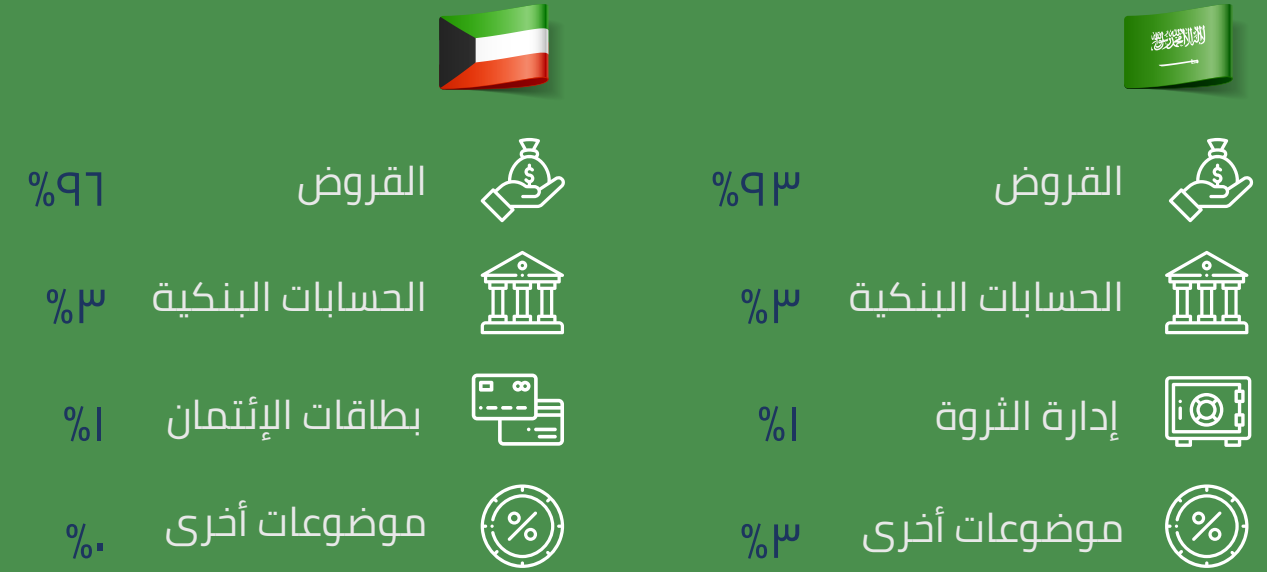 القروض ٩٣%
الحسابات البنكية ٣%
إدارة الثروة ١%
موضوعات أخرى ٣%
القروض ٩٦%
الحسابات البنكية ٣%
بطاقات الإئتمان ١%
موضوعات أخرى ٠%